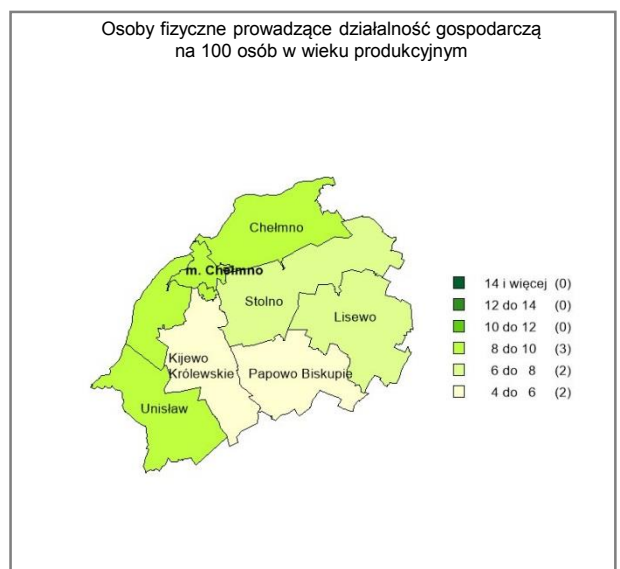 Osoby fizyczne prowadzące działalność gospodarczą
na 100 osób w wieku produkcyjnym
Chełmno
m. Chełmno
Stolno
Lisewo
Kijewo
Królewskie
Papowo Biskupie
Unisław
14 i więcej (0)
12 do 14 (0)
10 do 12 (0)
8 do 10 (3)
6 do 8 (2)
4 do 6 (2)